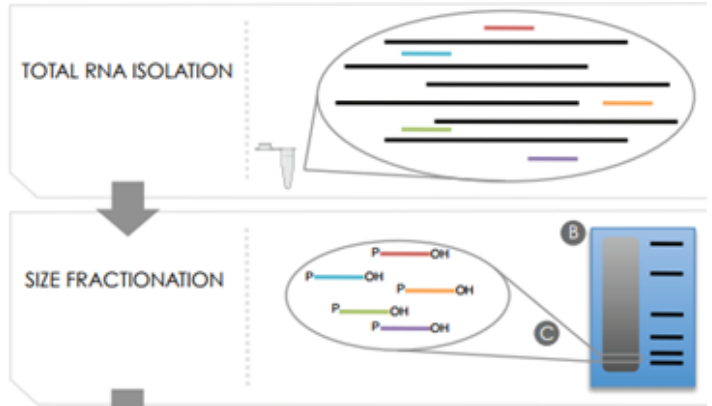 TOTAL RNA ISOLATION
B
SIZE FRACTIONATION
P OH
P OH
P OH
P OH
P OH
C